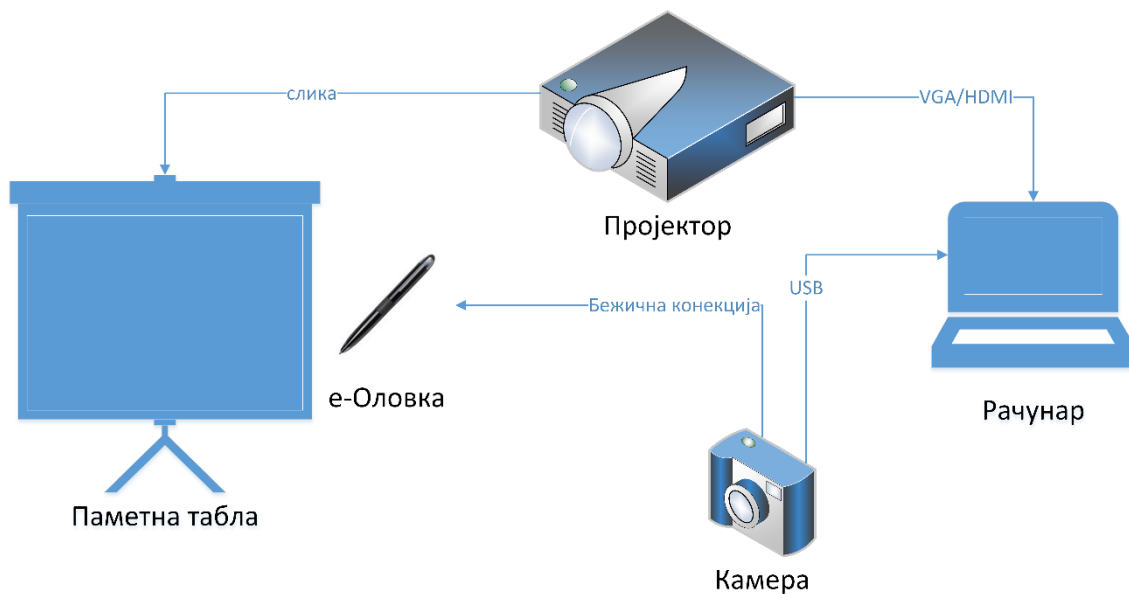 слика
VGA/HDMI
Пројектор
USB
Бежична конекција
е-Оловка
Рачунар
Паметна табла
Камера